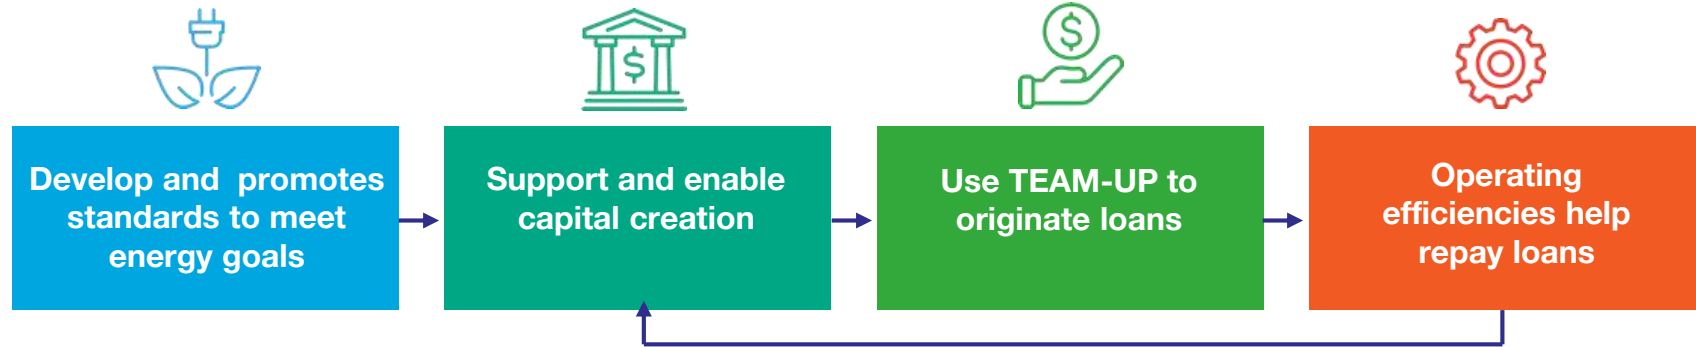 Develop and  promotes
standards to meet
energy goals
Support and enable
capital creation
Use TEAM-UP to
originate loans
Operating
efficiencies help
repay loans
$
$